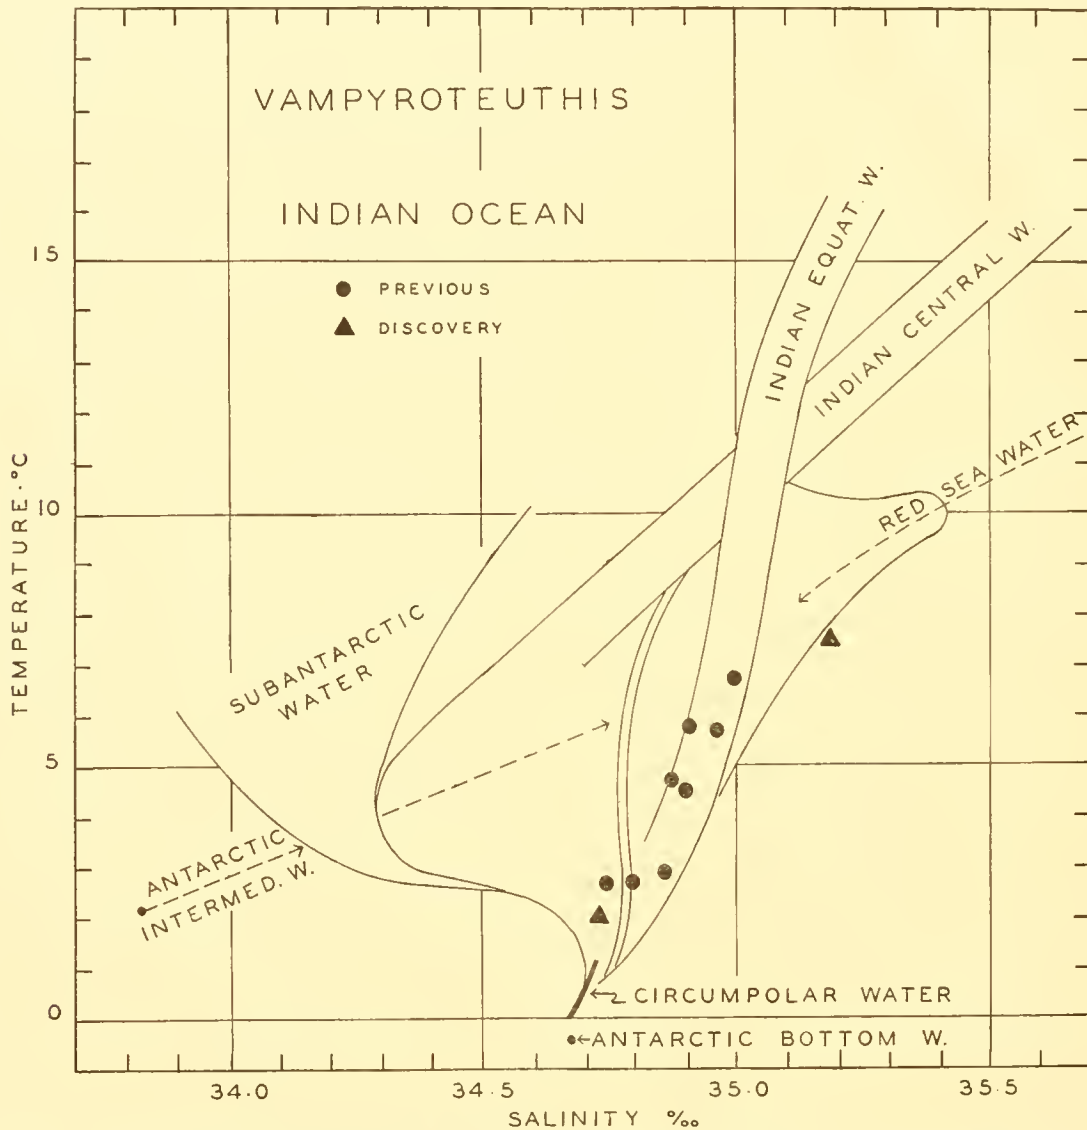 VAMPYROTEUTHIS
INDIAN OCEAN
PREVIOUS
DISCOVERY
INDIAN EQUAT. W.
INDIAN CENTRAL W.
RED SEA WATER
SUBANTARCTIC
WATER
ANTARCTIC
INTERMED. W.
CIRCUMPOLAR WATER
ANTARCTIC BOTTOM W.
TEMPERATURE·°C
15
10
5
0
34.0
34.5
35.0
35.5
SALINITY ‰